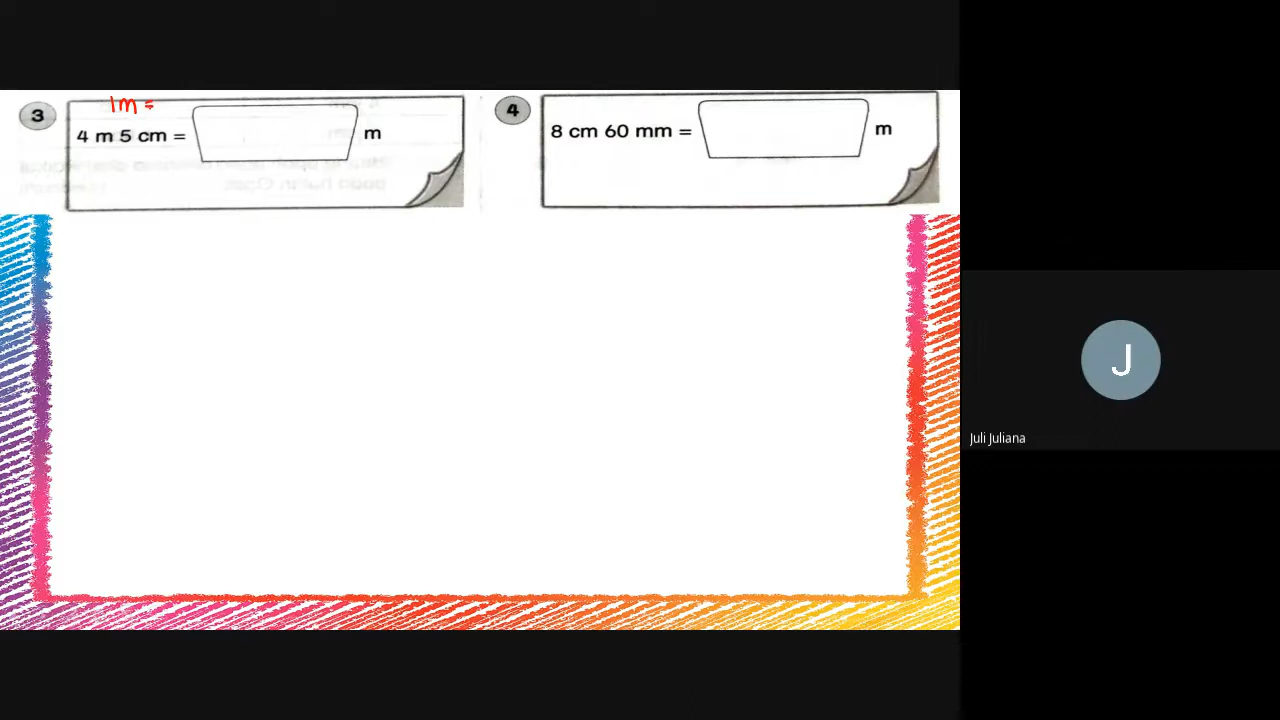 3
1m =
4 m 5 cm = m
4
8 cm 60 mm = m
J
Juli Juliana